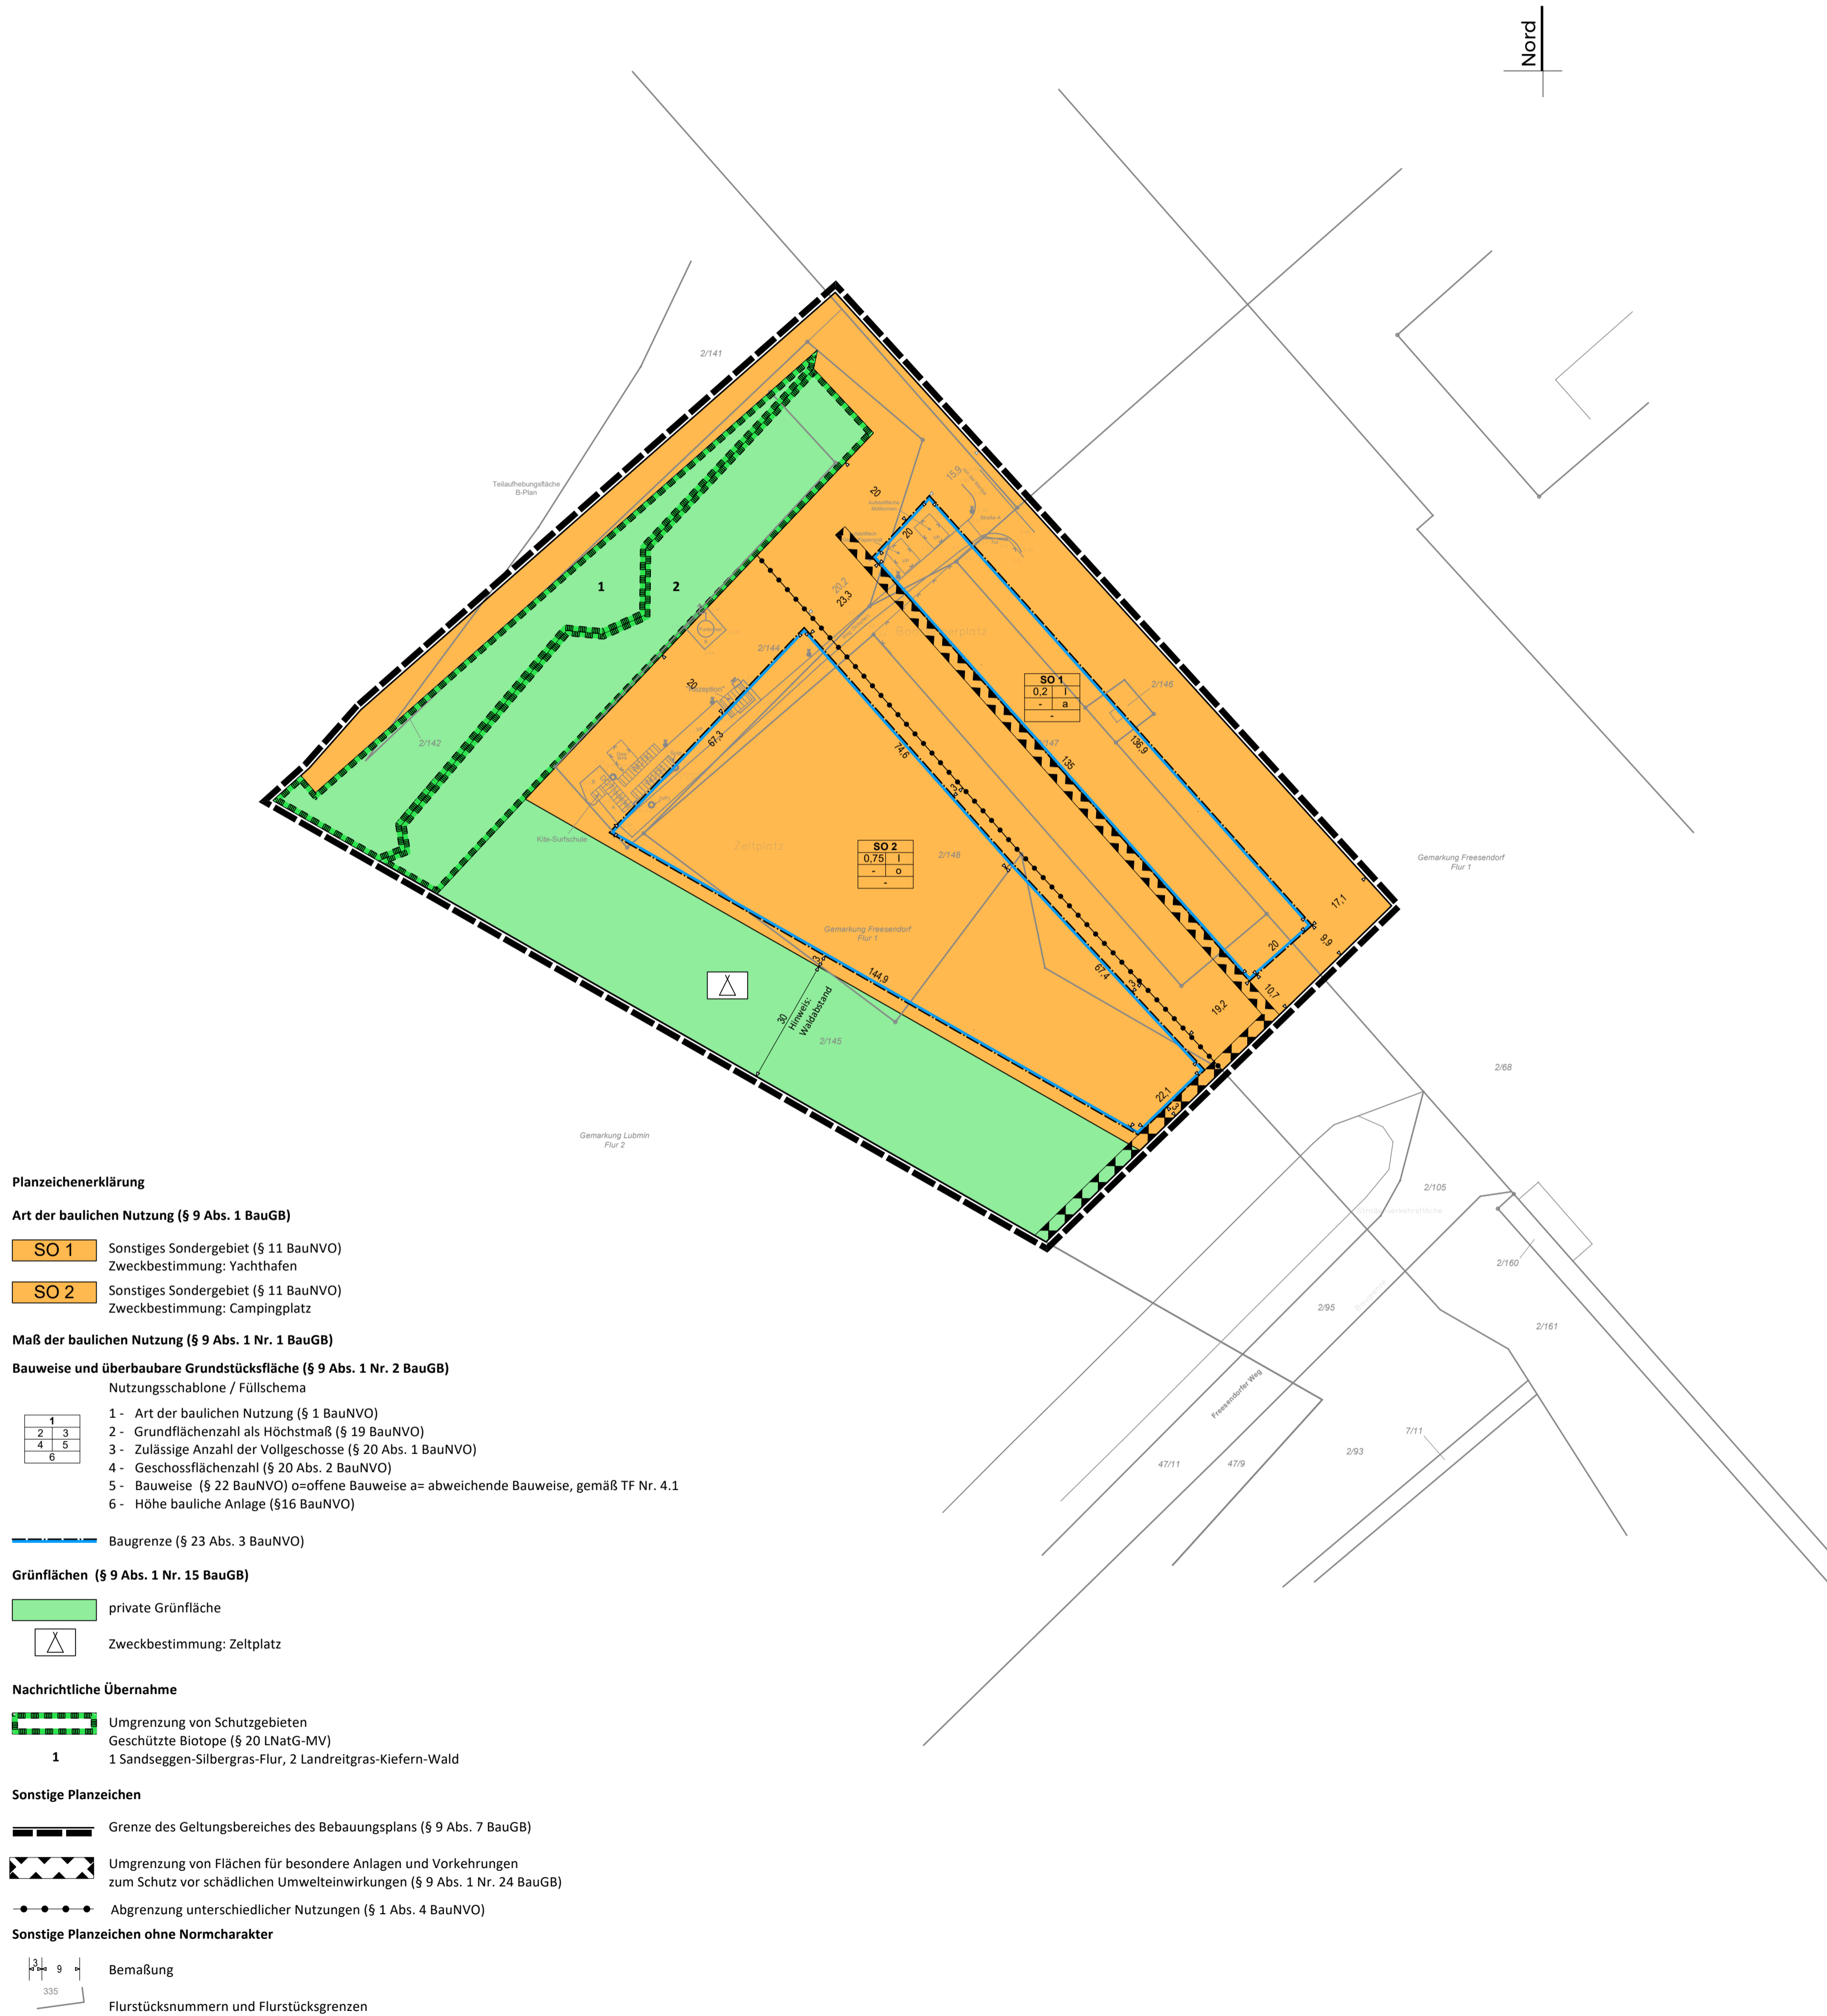 Nord
2/141
Teilaufhebungsfläche
B-Plan
15,9
20
20
Straße-A
20,2
23,3
1
2
2/144
Bootslagerplatz
SO 1
0,2 I
- a
-
2/146
136,9
2/147
135
20
"Rezeption"
67,3
74,6
3
2/142
Kite-Surfschule
Zeltplatz
SO 2
0,75 I
- o
-
2/148
Gemarkung Freesendorf
Flur 1
Gemarkung Freesendorf
Flur 1
17,1
9,9
20
10,7
19,2
67,4
3
3
144,9
30
Hinweis:
Waldabstand
2/145
22,1
3
2/68
Gemarkung Lubmin
Flur 2
2/105
Straßenverkehrsfläche
2/160
2/95
2/161
Freesendorfer Weg
7/11
2/93
47/11
47/9
Planzeichenerklärung
Art der baulichen Nutzung (§ 9 Abs. 1 BauGB)
SO 1 Sonstiges Sondergebiet (§ 11 BauNVO)
Zweckbestimmung: Yachthafen
SO 2 Sonstiges Sondergebiet (§ 11 BauNVO)
Zweckbestimmung: Campingplatz
Maß der baulichen Nutzung (§ 9 Abs. 1 Nr. 1 BauGB)
Bauweise und überbaubare Grundstücksfläche (§ 9 Abs. 1 Nr. 2 BauGB)
Nutzungsschablone / Füllschema
1
2 3
4 5
6
1 - Art der baulichen Nutzung (§ 1 BauNVO)
2 - Grundflächenzahl als Höchstmaß (§ 19 BauNVO)
3 - Zulässige Anzahl der Vollgeschosse (§ 20 Abs. 1 BauNVO)
4 - Geschossflächenzahl (§ 20 Abs. 2 BauNVO)
5 - Bauweise (§ 22 BauNVO) o=offene Bauweise a= abweichende Bauweise, gemäß TF Nr. 4.1
6 - Höhe bauliche Anlage (§16 BauNVO)
Baugrenze (§ 23 Abs. 3 BauNVO)
Grünflächen (§ 9 Abs. 1 Nr. 15 BauGB)
private Grünfläche
Zweckbestimmung: Zeltplatz
Nachrichtliche Übernahme
Umgrenzung von Schutzgebieten
Geschützte Biotope (§ 20 LNatG-MV)
1 1 Sandseggen-Silbergras-Flur, 2 Landreitgras-Kiefern-Wald
Sonstige Planzeichen
Grenze des Geltungsbereiches des Bebauungsplans (§ 9 Abs. 7 BauGB)
Umgrenzung von Flächen für besondere Anlagen und Vorkehrungen
zum Schutz vor schädlichen Umwelteinwirkungen (§ 9 Abs. 1 Nr. 24 BauGB)
Abgrenzung unterschiedlicher Nutzungen (§ 1 Abs. 4 BauNVO)
Sonstige Planzeichen ohne Normcharakter
3 9 Bemaßung
335
Flurstücksnummern und Flurstücksgrenzen